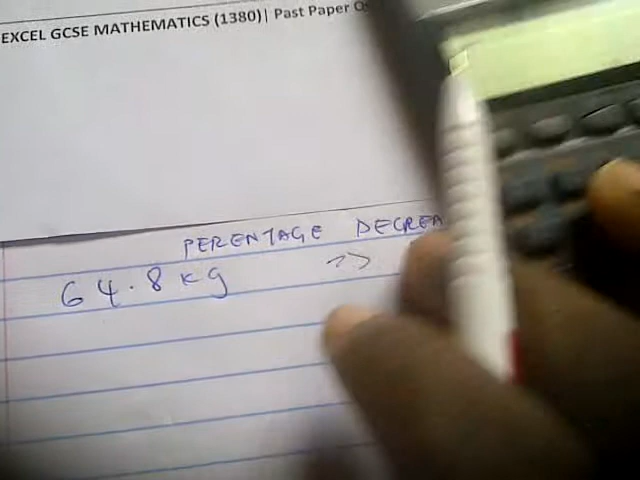 EXCEL GCSE MATHEMATICS (1380)| Past Paper
PERENTAGE DECREA
64.8 kg